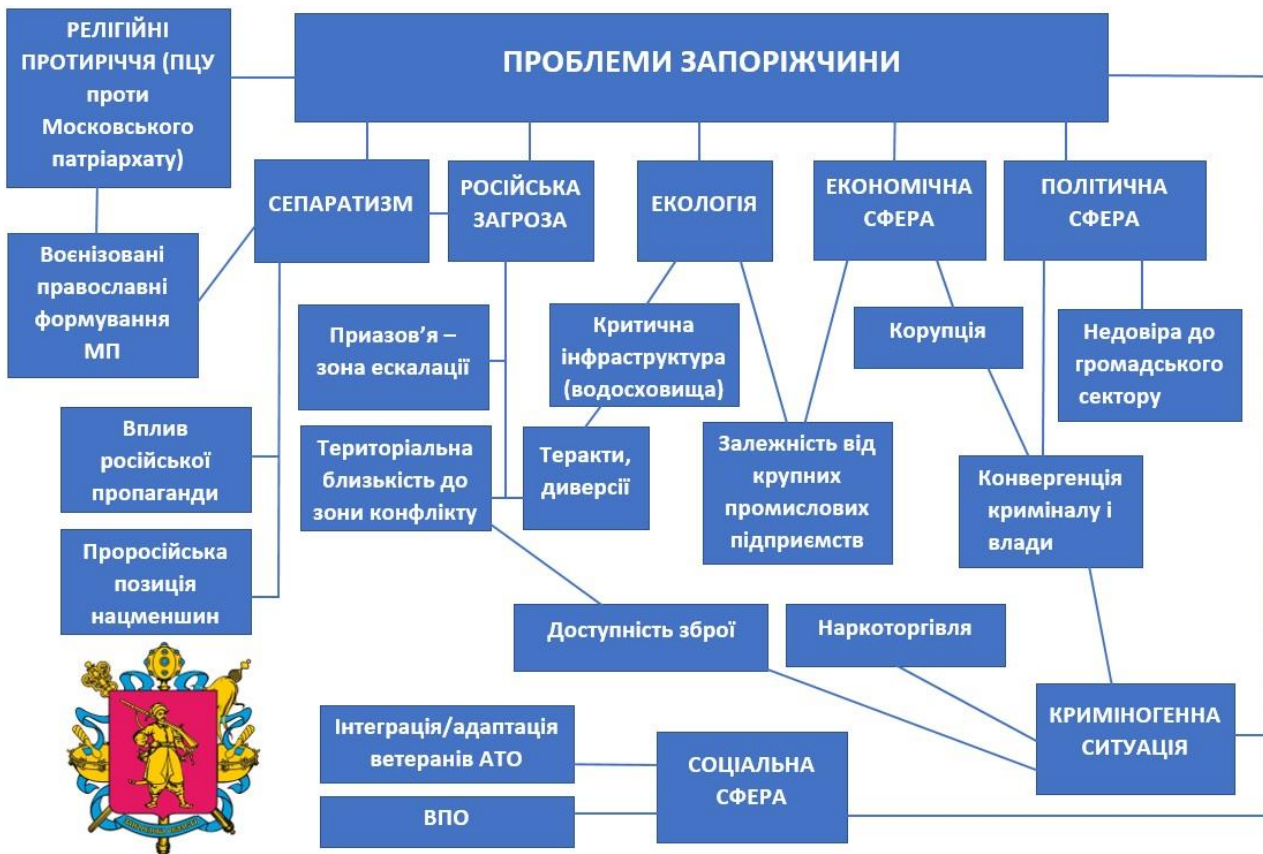 РЕЛІГІЙНІ
ПРОТИРІЧЧЯ (ПЦУ
проти
Московського
патріархату)
ПРОБЛЕМИ ЗАПОРІЖЧИНИ
СЕПАРАТИЗМ
РОСІЙСЬКА
ЗАГРОЗА
ЕКОЛОГІЯ
ЕКОНОМІЧНА
СФЕРА
ПОЛІТИЧНА
СФЕРА
Воєнізовані
православні
формування
МП
Приазов’я –
зона ескалації
Критична
інфраструктура
(водосховища)
Корупція
Недовіра до
громадського
сектору
Вплив
російської
пропаганди
Територіальна
близькість до
зони конфлікту
Теракти,
диверсії
Залежність від
крупних
промислових
підприємств
Конвергенція
криміналу і
влади
Проросійська
позиція
нацменшин
Доступність зброї
Наркоторгівля
Інтеграція/адаптація
ветеранів АТО
СОЦІАЛЬНА
СФЕРА
КРИМІНОГЕННА
СИТУАЦІЯ
ВПО